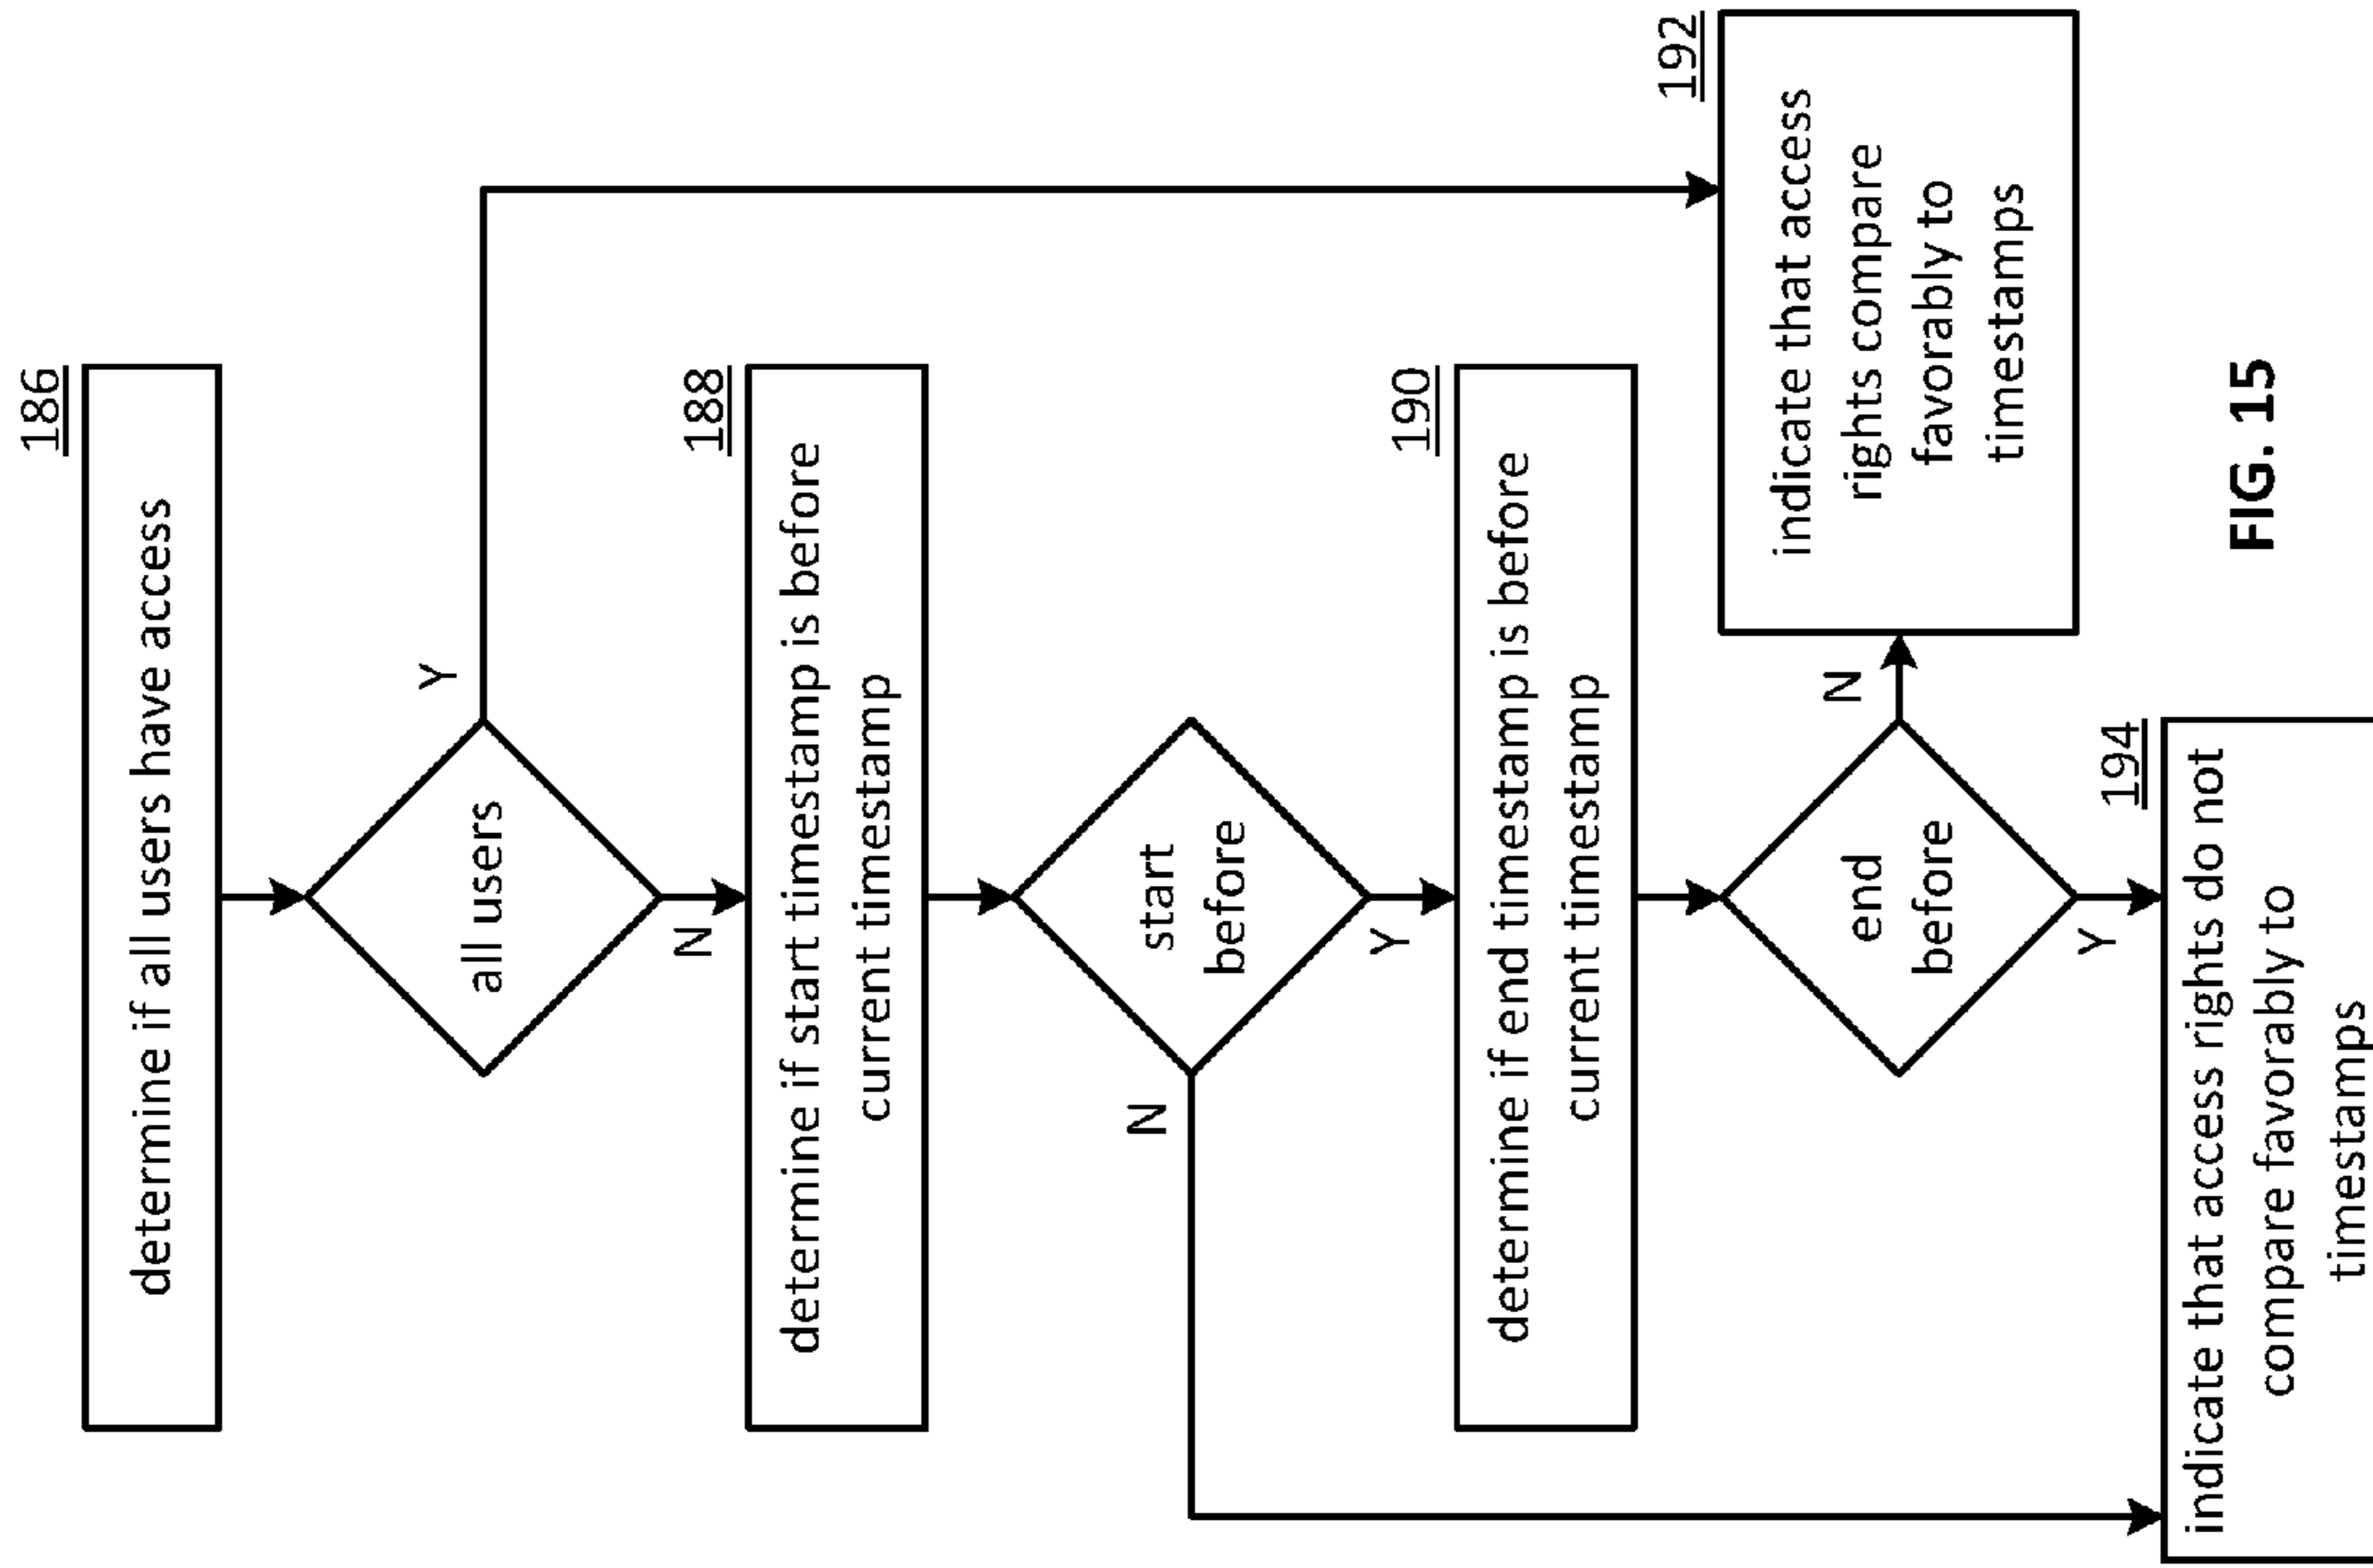 186
determine if all users have access
all users
Y
N
188
determine if start timestamp is before
current timestamp
start
before
N
Y
190
determine if end timestamp is before
current timestamp
end
before
N
Y
192
indicate that access
rights compare
favorably to
timestamps
194
indicate that access rights do not
compare favorably to
timestamps
FIG. 15